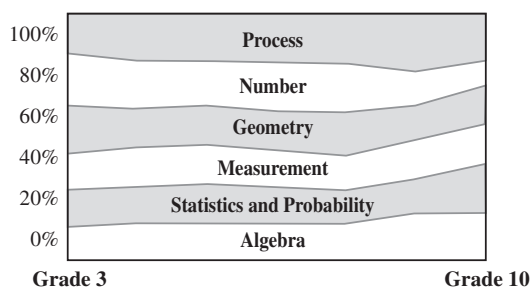 100%
80%
60%
40%
20%
0%
Process
Number
Geometry
Measurement
Statistics and Probability
Algebra
Grade 3
Grade 10